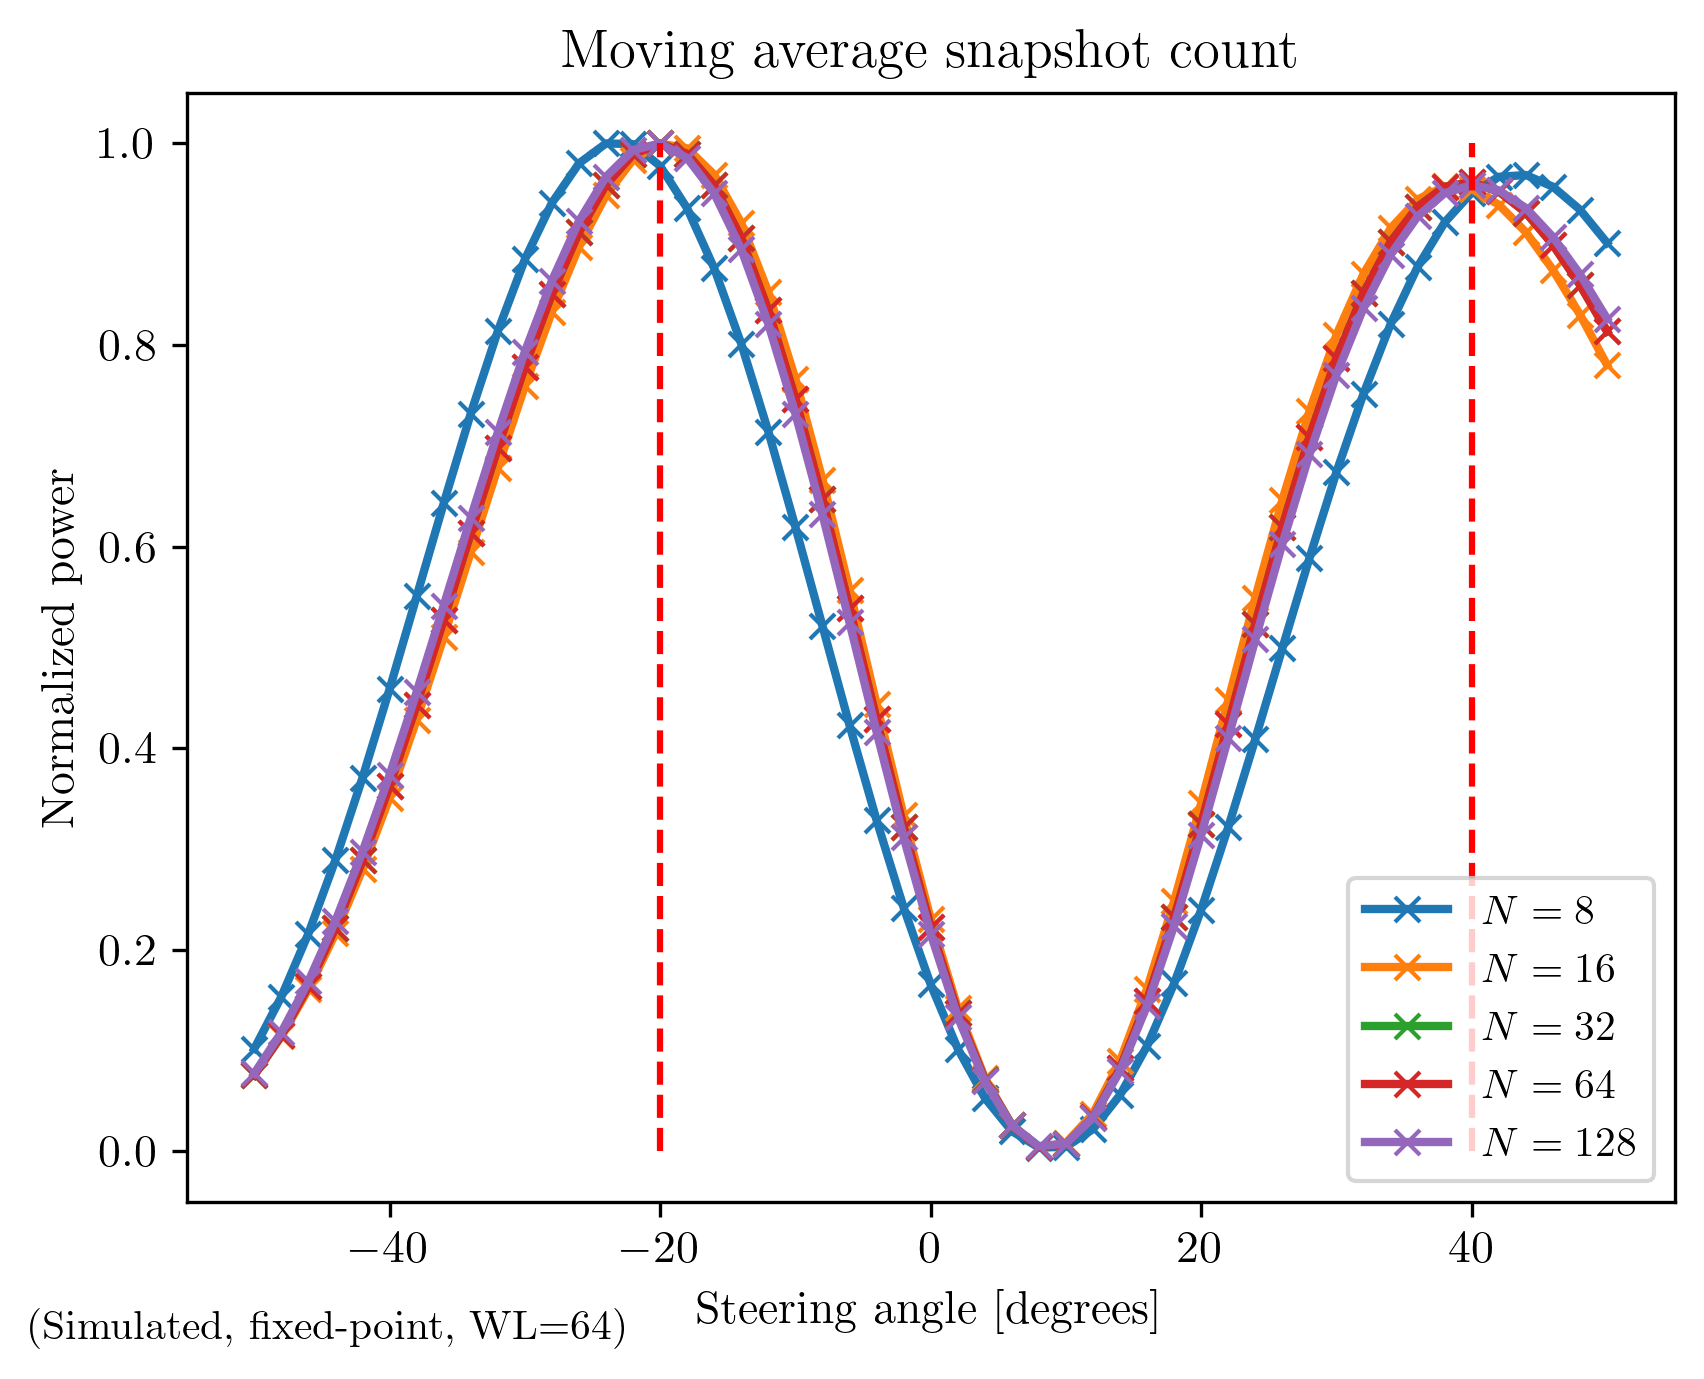 Moving average snapshot count
Normalized power
1.0
0.8
0.6
0.4
0.2
0.0
−40
−20
0
20
40
Steering angle [degrees]
(Simulated, fixed-point, WL=64)
N = 8
N = 16
N = 32
N = 64
N = 128